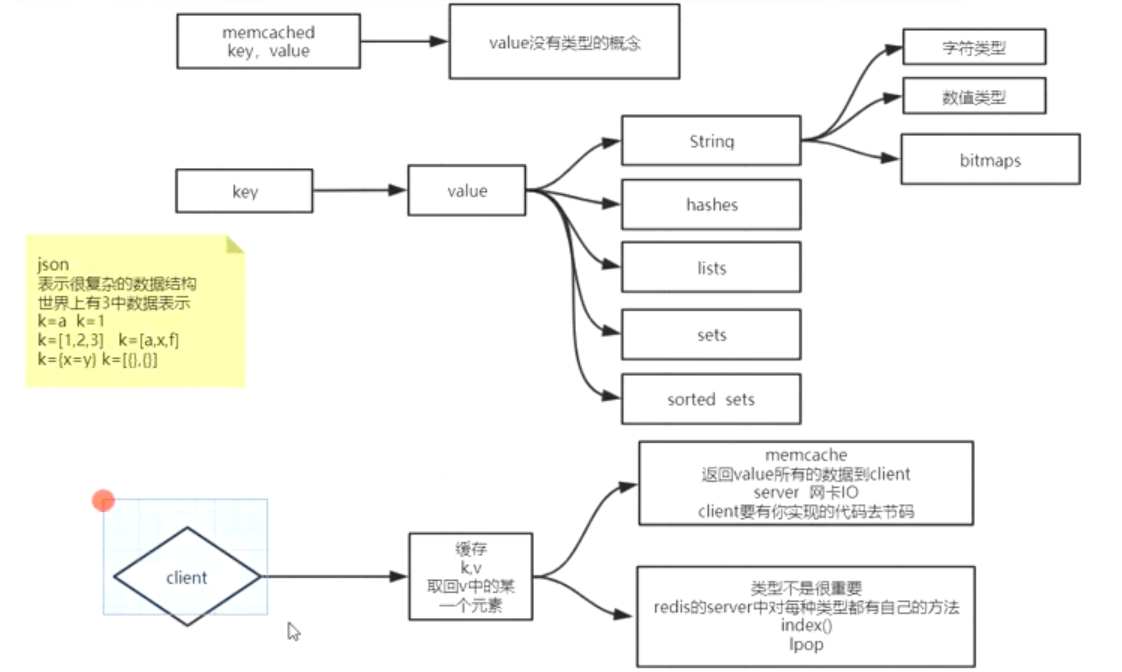 memcached
key，value
value没有类型的概念
字符类型
数值类型
bitmaps
String
key
value
hashes
lists
sets
sorted sets
json
表示很复杂的数据结构
世界上有3中数据表示
k=a k=1
k=[1,2,3] k=[a,x,f]
k={x=y} k=[{},{}]
memcache
返回value所有的数据到client
server 网卡IO
client要有你实现的代码去节码
client
缓存
k,v
取回v中的某
一个元素
类型不是很重要
redis的server中对每种类型都有自己的方法
index()
lpop